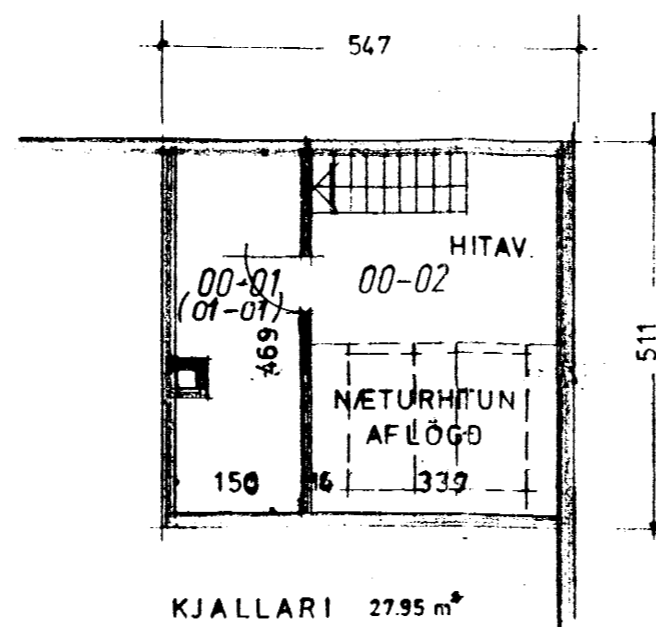 547
HITAV.
00-01
(01-01)
00-02
469
511
NÆTURHITUN
AFLÖGÐ
150
16
339
KJALLARI 27.95 m²